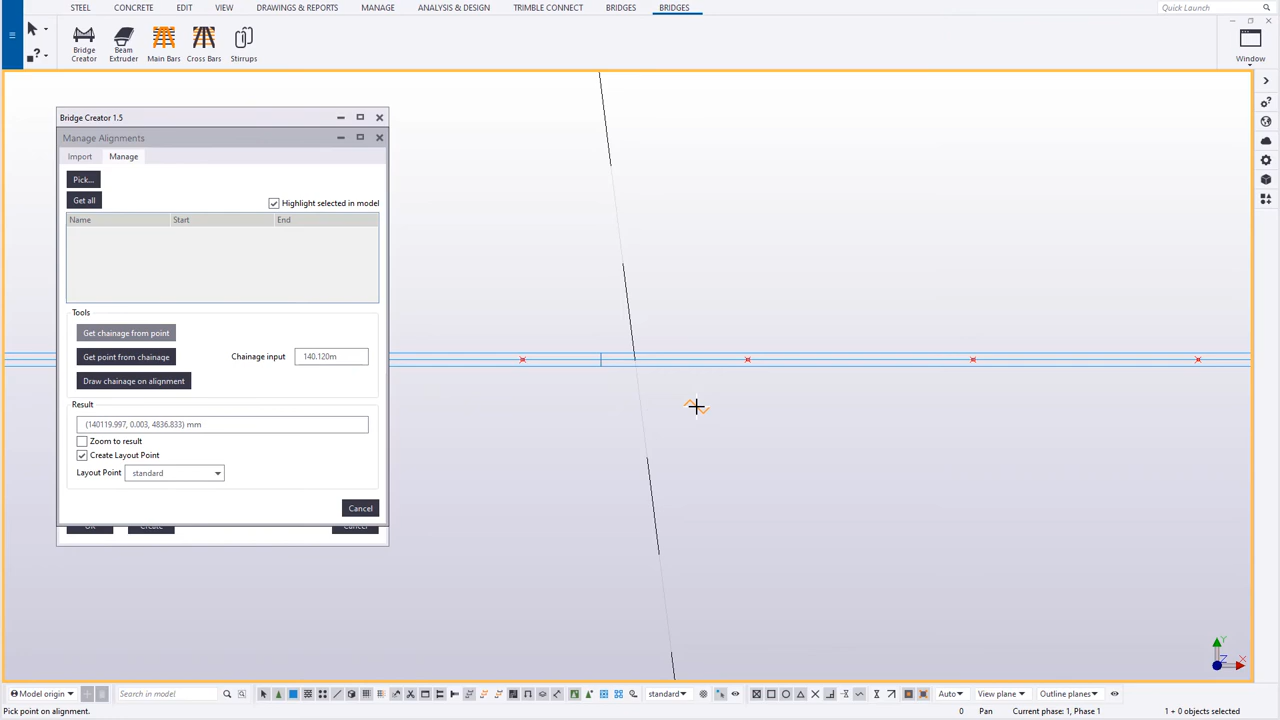 STEEL CONCRETE EDIT VIEW DRAWINGS & REPORTS MANAGE ANALYSIS & DESIGN TRIMBLE CONNECT BRIDGES BRIDGES Quick Launch
Bridge Creator
Beam Extruder
Main Bars
Cross Bars
Stirrups
Window
Bridge Creator 1.5
Manage Alignments
Import Manage
Pick...
Get all
Highlight selected in model
Name Start End
Tools
Get chainage from point
Get point from chainage Chainage input 140.120m
Draw chainage on alignment
Result
(140119.997, 0.003, 4836.833) mm
Zoom to result
Create Layout Point
Layout Point standard
Cancel
Y
Z X
Model origin Search in model standard Auto View plane Outline planes
Pick point on alignment. 0 Pan Current phase: 1, Phase 1 1 + 0 objects selected